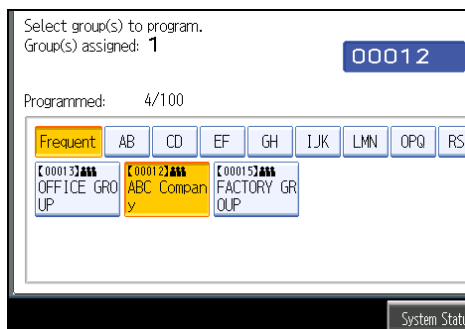 Select group(s) to program.
Group(s) assigned: 1
00012
Programmed: 4/100
Frequent AB CD EF GH IJK LMN OPQ RS
【00013】
OFFICE GRO
UP
【00012】
ABC Compan
y
【00015】
FACTORY GR
OUP
System Statu